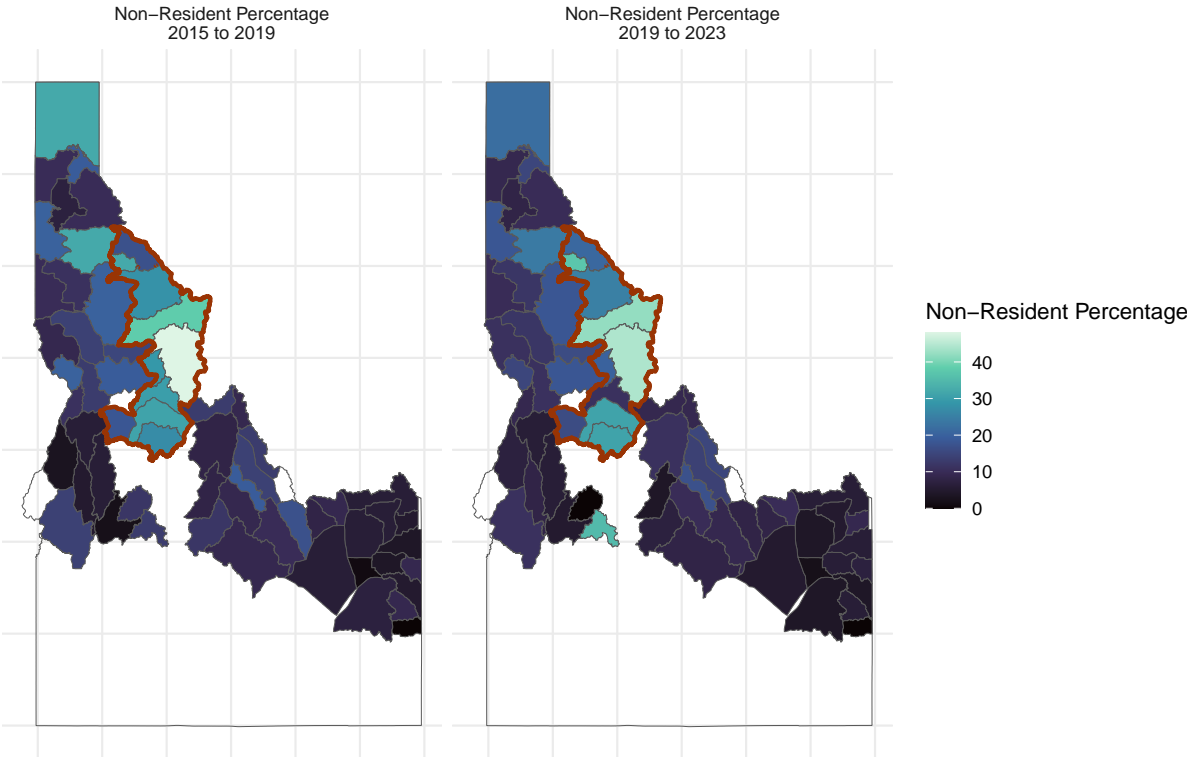 Non−Resident Percentage
2015 to 2019
Non−Resident Percentage
2019 to 2023
Non−Resident Percentage
40
30
20
10
0